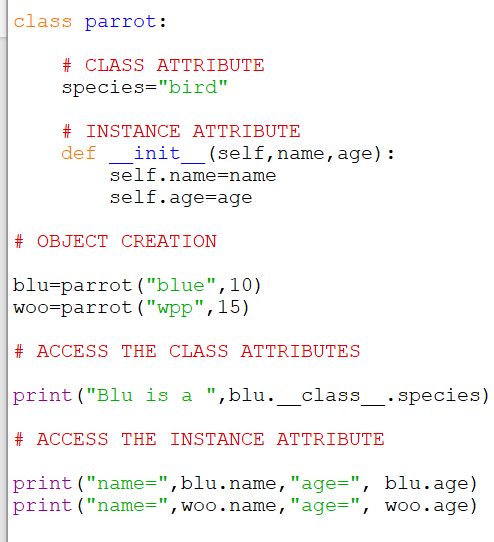 class parrot:
# CLASS ATTRIBUTE
species="bird"
# INSTANCE ATTRIBUTE
def __init__(self,name,age):
self.name=name
self.age=age
# OBJECT CREATION
blu=parrot("blue",10)
woo=parrot("wpp",15)
# ACCESS THE CLASS ATTRIBUTES
print("Blu is a ",blu.__class__.species)
# ACCESS THE INSTANCE ATTRIBUTE
print("name=",blu.name,"age=", blu.age)
print("name=",woo.name,"age=", woo.age)